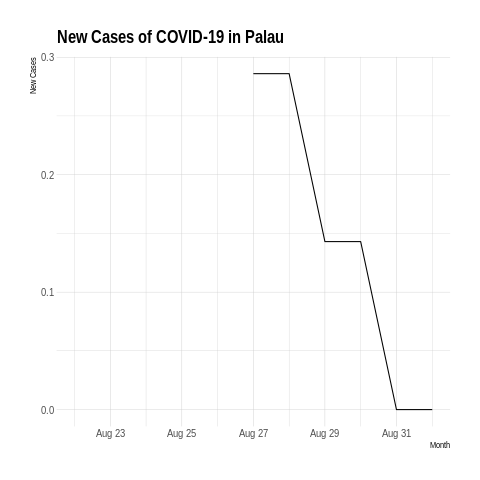 New Cases of COVID-19 in Palau
New Cases
0.3
0.2
0.1
0.0
Aug 23 Aug 25 Aug 27 Aug 29 Aug 31
Month